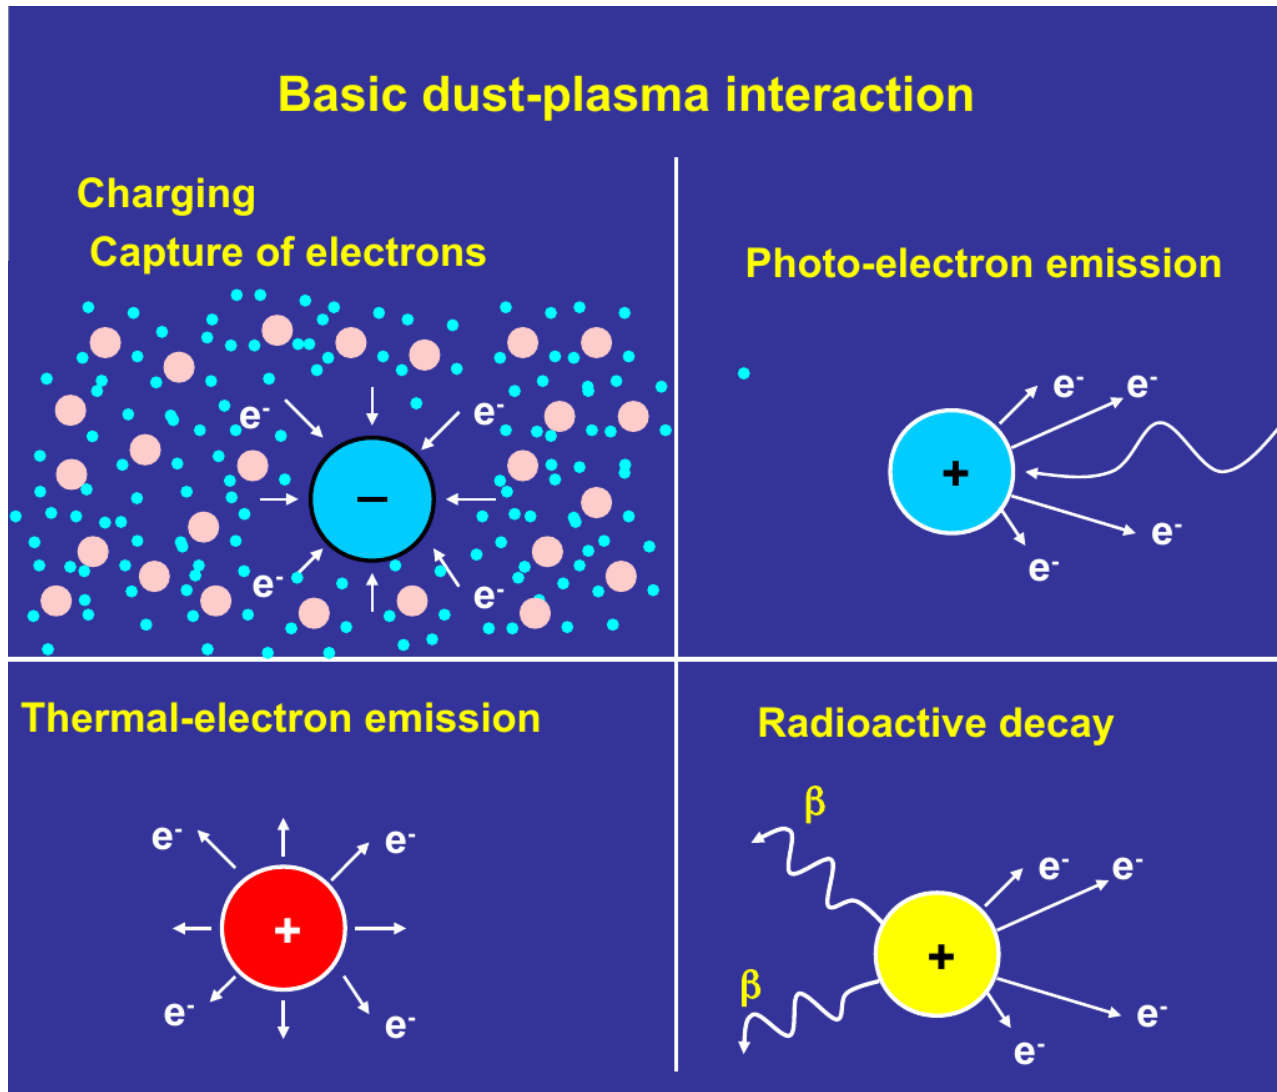 Basic dust-plasma interaction
Charging
Capture of electrons
e-
e-
−
e-
e-
Photo-electron emission
e-
e-
+
e-
e-
Thermal-electron emission
e-
e-
+
e-
e-
Radioactive decay
β
e-
e-
+
β
e-
e-